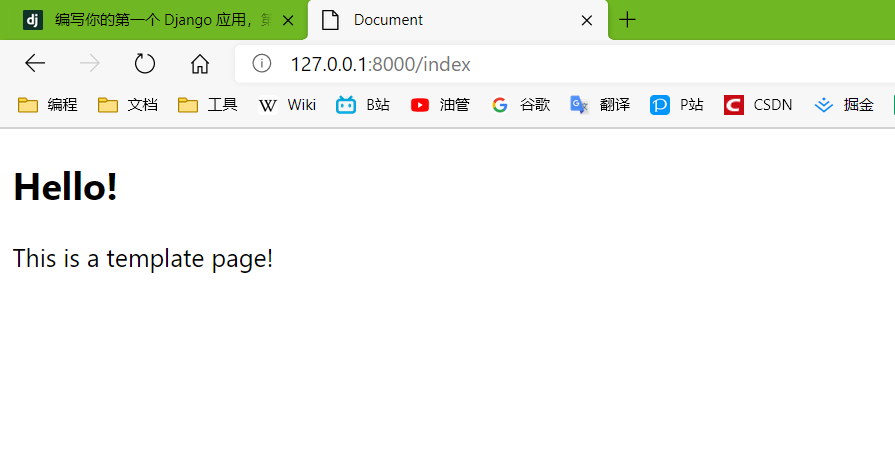 dj 编写你的第一个 Django 应用，
Document
127.0.0.1:8000/index
编程 文档 工具 Wiki B站 油管 谷歌 翻译 P站 CSDN 掘金
Hello!
This is a template page!